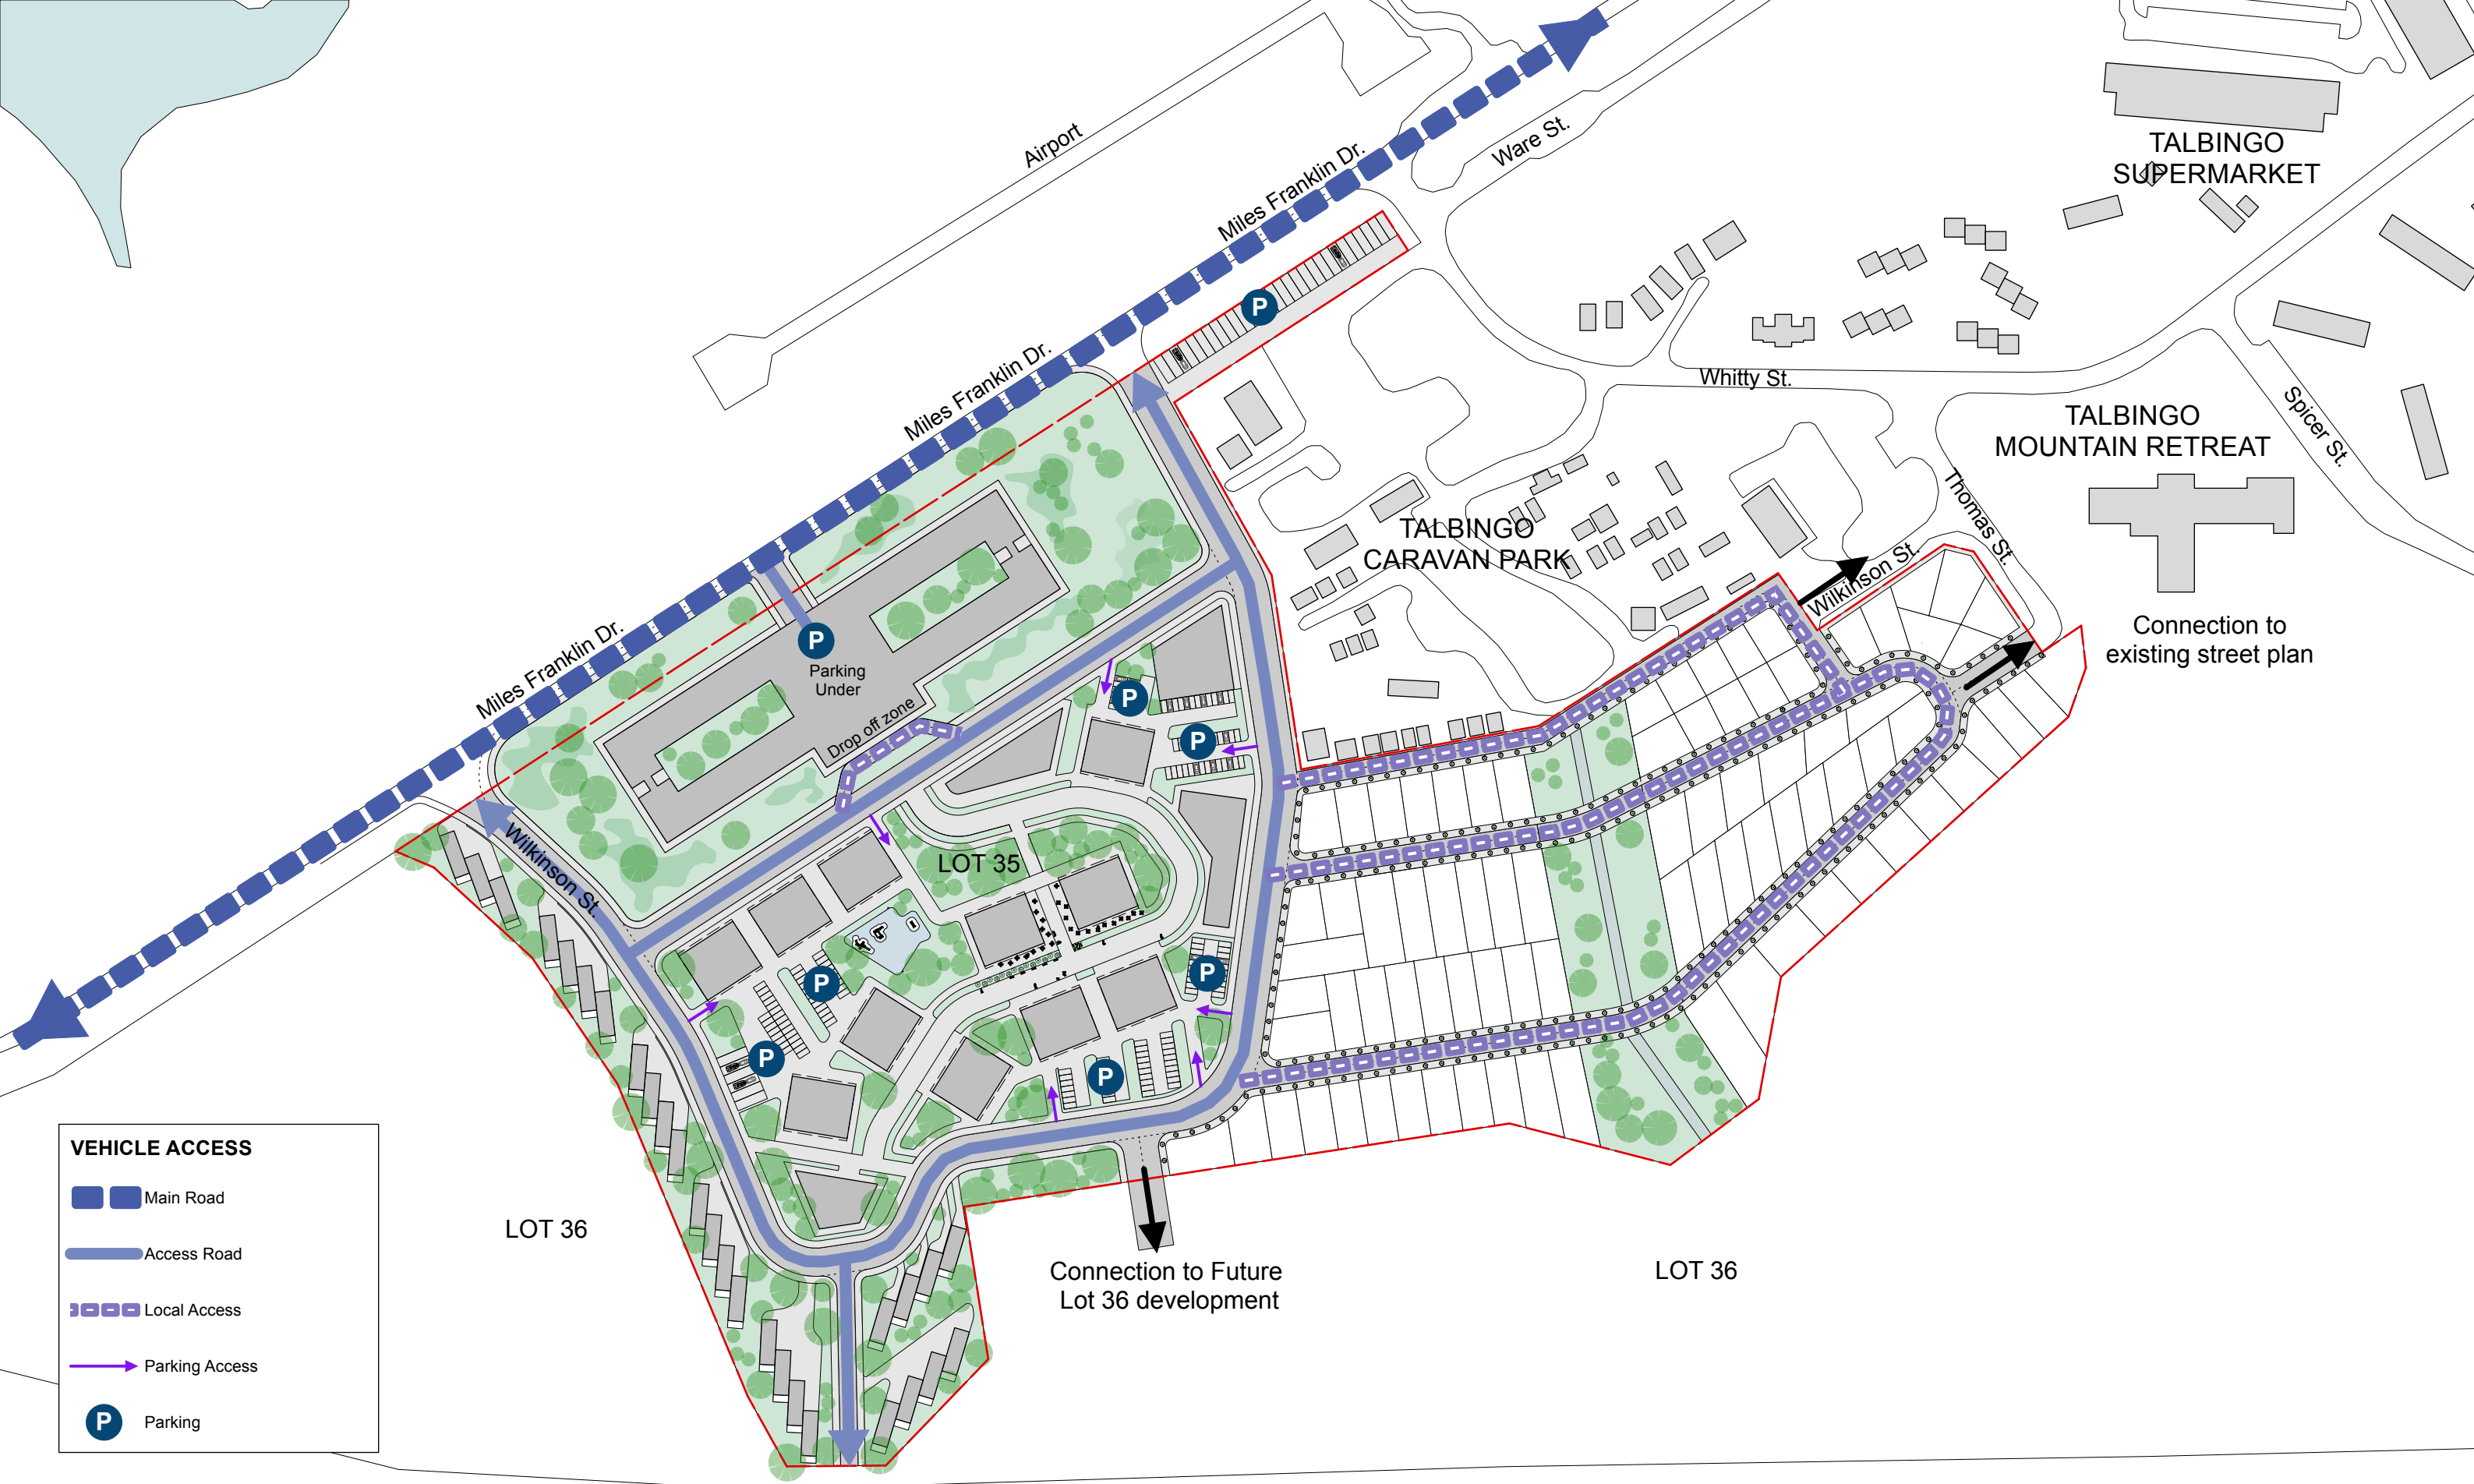 Airport
Miles Franklin Dr.
Ware St.
TALBINGO
SUPERMARKET
P
Miles Franklin Dr.
Whitty St.
Spicer St.
TALBINGO
MOUNTAIN RETREAT
Thomas St.
TALBINGO
CARAVAN PARK
Wilkinson St.
Connection to
existing street plan
Miles Franklin Dr.
P
Parking
Under
Drop off zone
P
P
Wilkinson St.
LOT 35
P
P
P
P
LOT 36
Connection to Future
Lot 36 development
LOT 36
VEHICLE ACCESS
Main Road
Access Road
Local Access
Parking Access
P
Parking